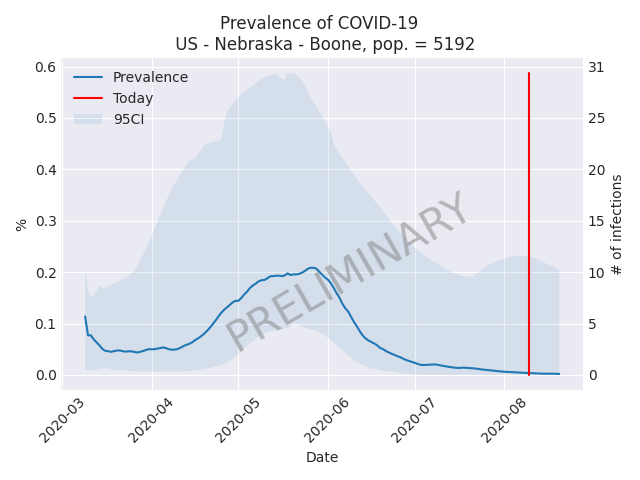 Prevalence of COVID-19
US - Nebraska - Boone, pop. = 5192
Prevalence
Today
95CI
PRELIMINARY
%
0.6
0.5
0.4
0.3
0.2
0.1
0.0
31
25
20
15
10
5
0
# of infections
2020-03
2020-04
2020-05
2020-06
2020-07
2020-08
Date